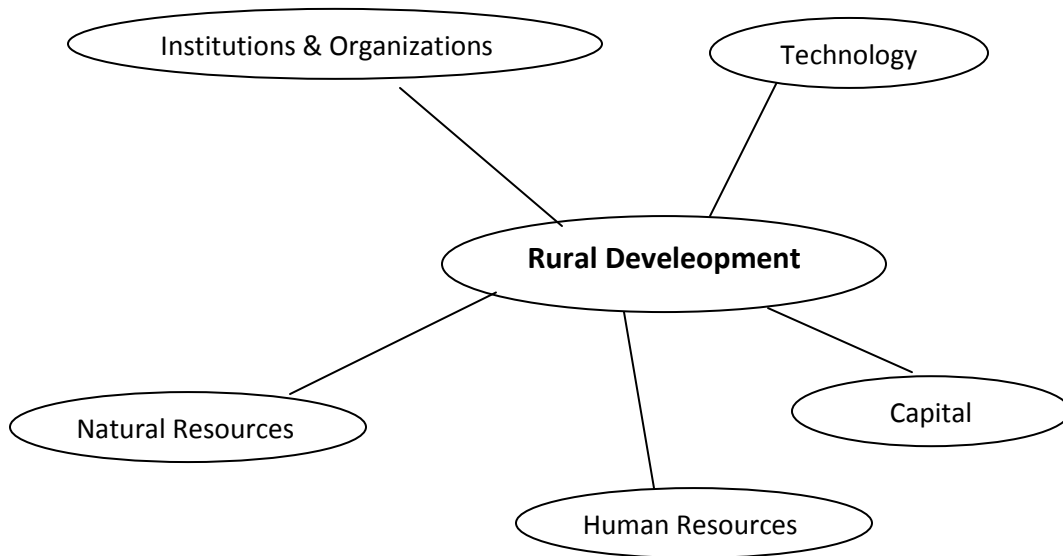 Institutions & Organizations
Technology
Rural Develeopment
Natural Resources
Capital
Human Resources